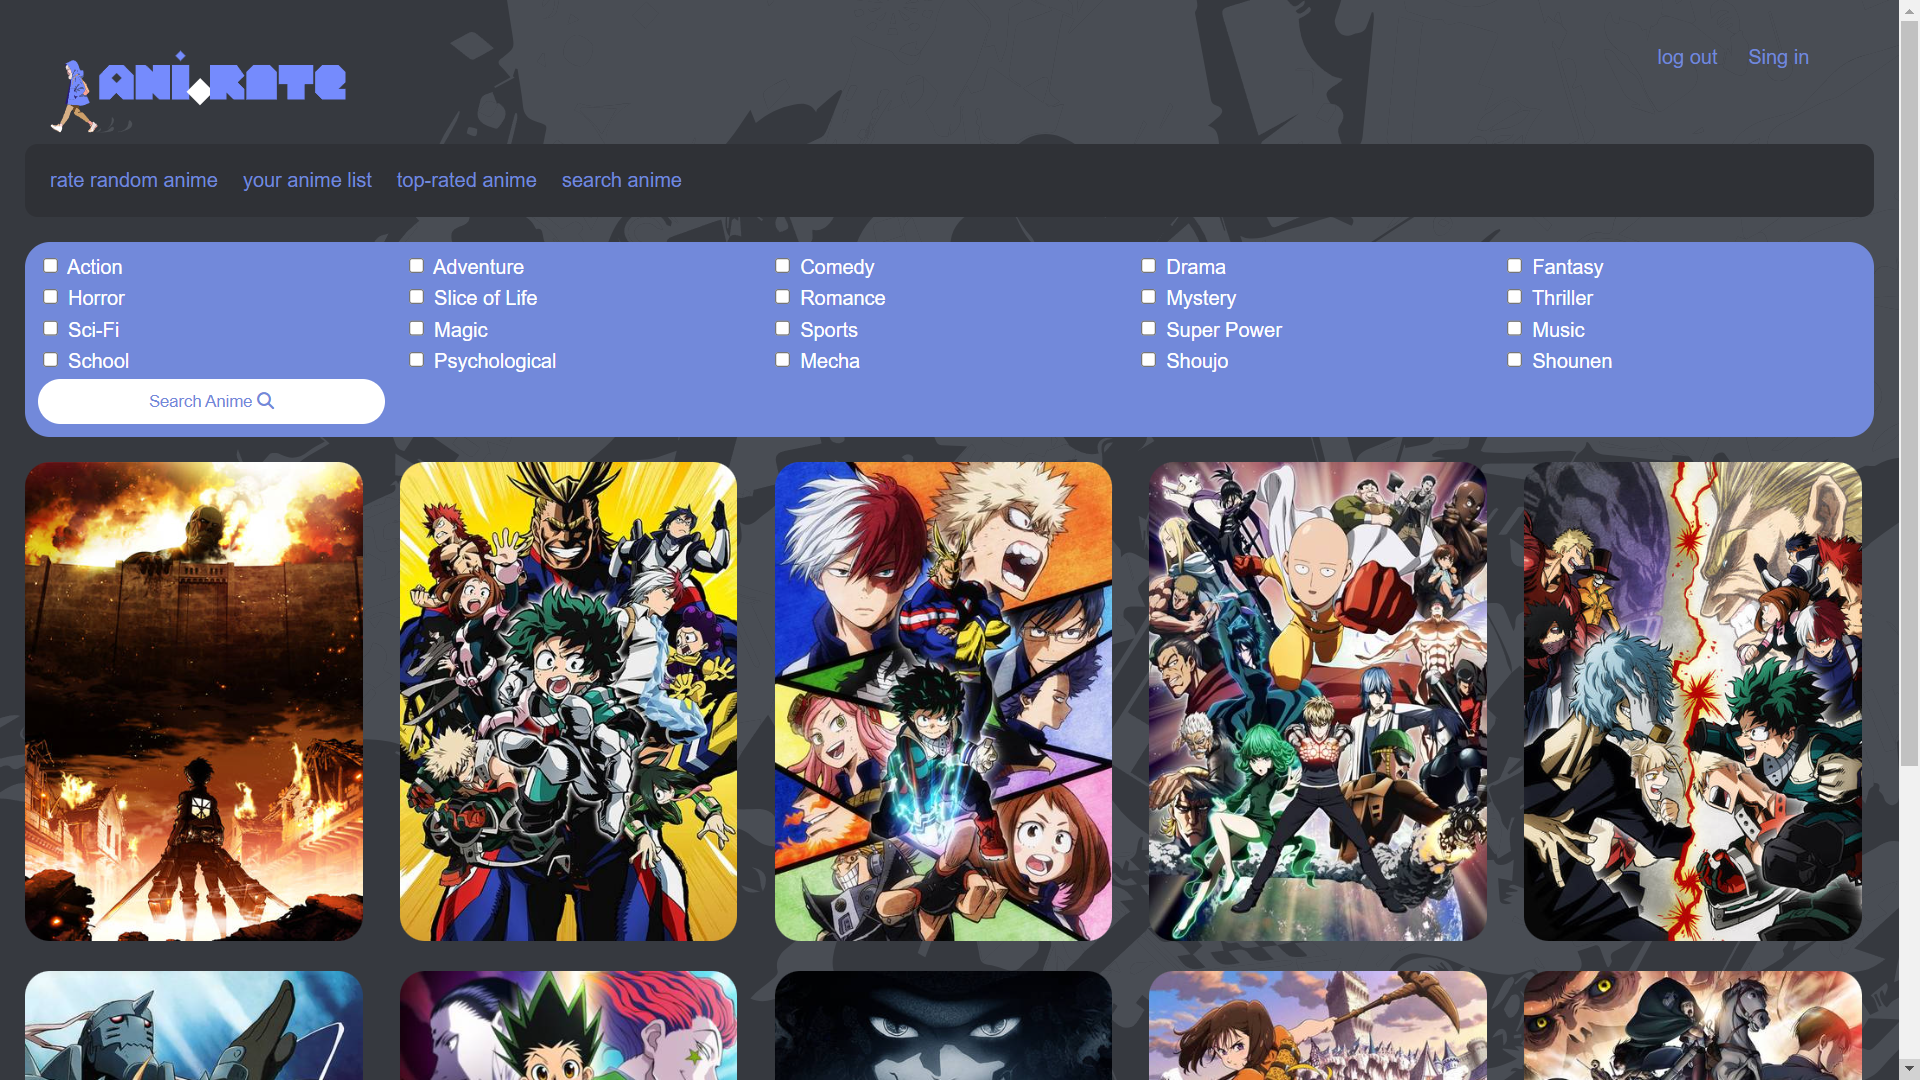 ANI RATE
log out Sing in
rate random anime your anime list top-rated anime search anime
Action Adventure Comedy Drama Fantasy
Horror Slice of Life Romance Mystery Thriller
Sci-Fi Magic Sports Super Power Music
School Psychological Mecha Shoujo Shounen
Search Anime